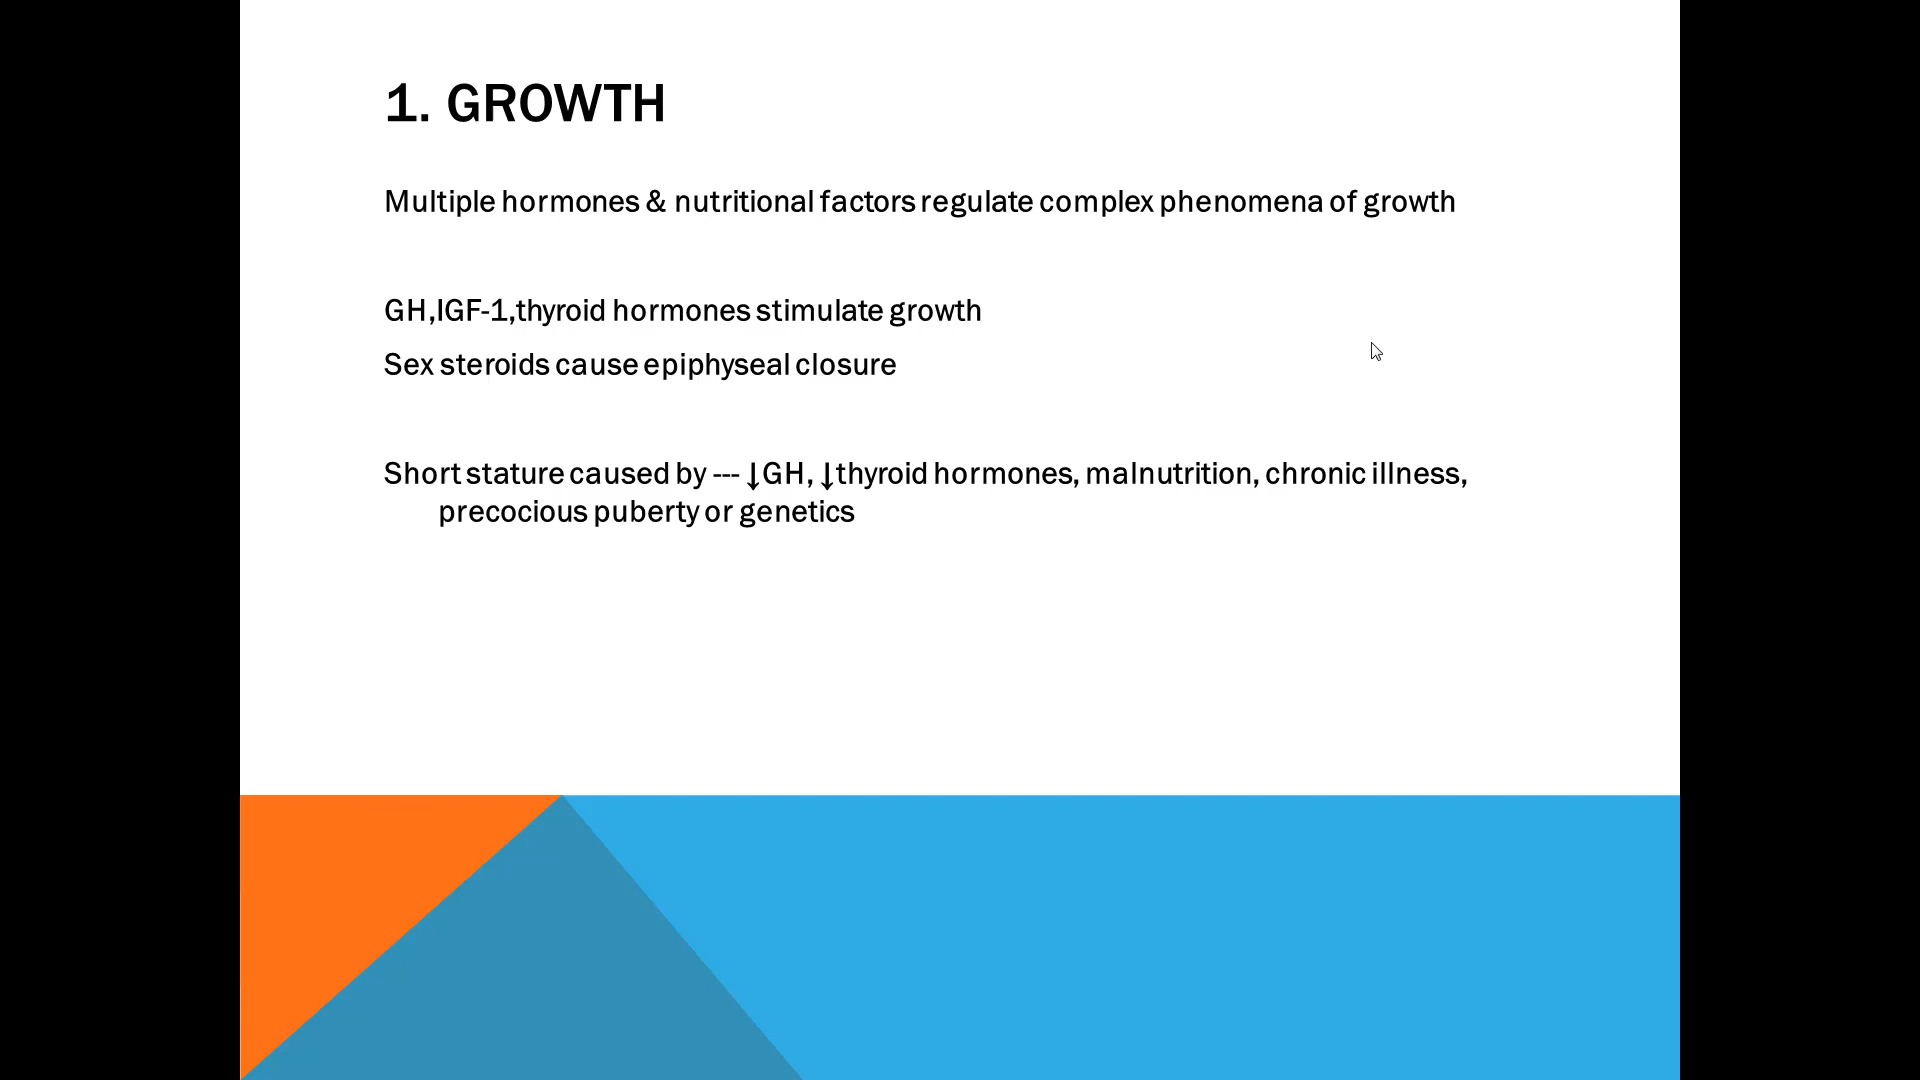 1. GROWTH
Multiple hormones & nutritional factors regulate complex phenomena of growth
GH,IGF-1,thyroid hormones stimulate growth
Sex steroids cause epiphyseal closure
Short stature caused by --- ↓GH, ↓thyroid hormones, malnutrition, chronic illness,
precocious puberty or genetics